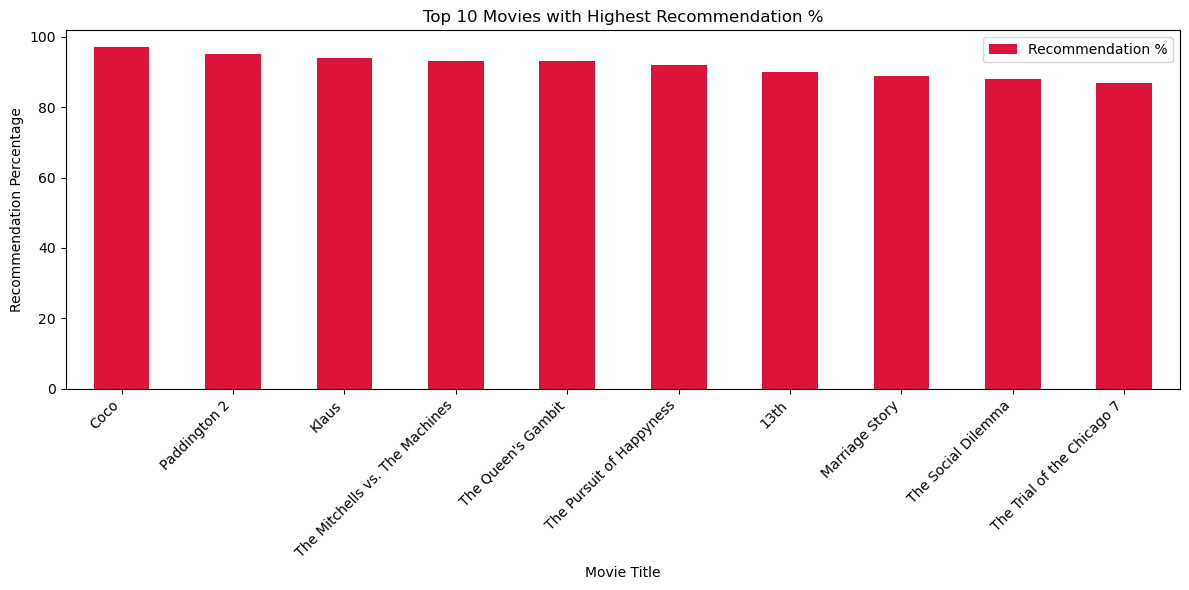 Top 10 Movies with Highest Recommendation %
Recommendation %
Recommendation Percentage
100
80
60
40
20
0
Coco
Paddington 2
Klaus
The Mitchells vs. The Machines
The Queen's Gambit
The Pursuit of Happyness
13th
Marriage Story
The Social Dilemma
The Trial of the Chicago 7
Movie Title